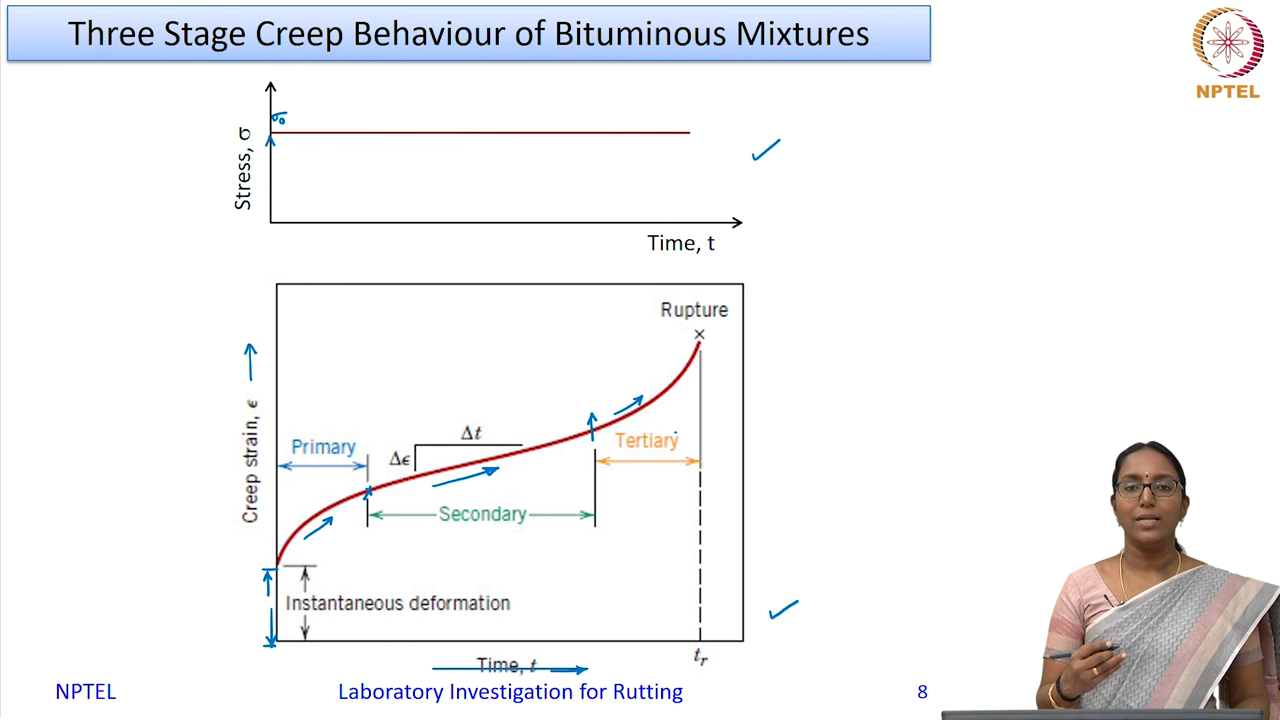 Three Stage Creep Behaviour of Bituminous Mixtures
NPTEL
σ₀
Stress, σ
Time, t
Rupture
×
Creep strain, ϵ
Primary
Δϵ
Δt
Tertiary
Secondary
Instantaneous deformation
Time, t
tᵣ
NPTEL
Laboratory Investigation for Rutting
8